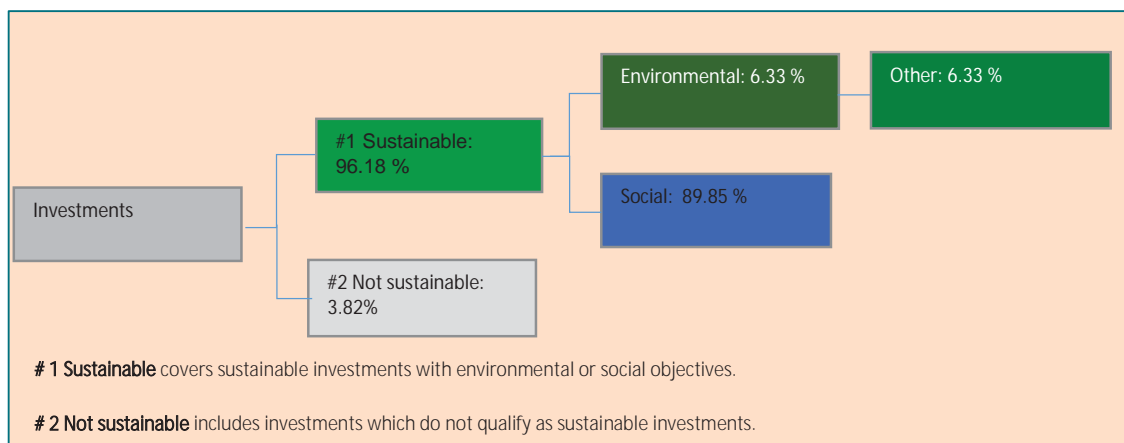 Environmental: 6.33 %
Other: 6.33 %
#1 Sustainable:
96.18 %
Social: 89.85 %
Investments
#2 Not sustainable:
3.82%
# 1 Sustainable covers sustainable investments with environmental or social objectives.
# 2 Not sustainable includes investments which do not qualify as sustainable investments.